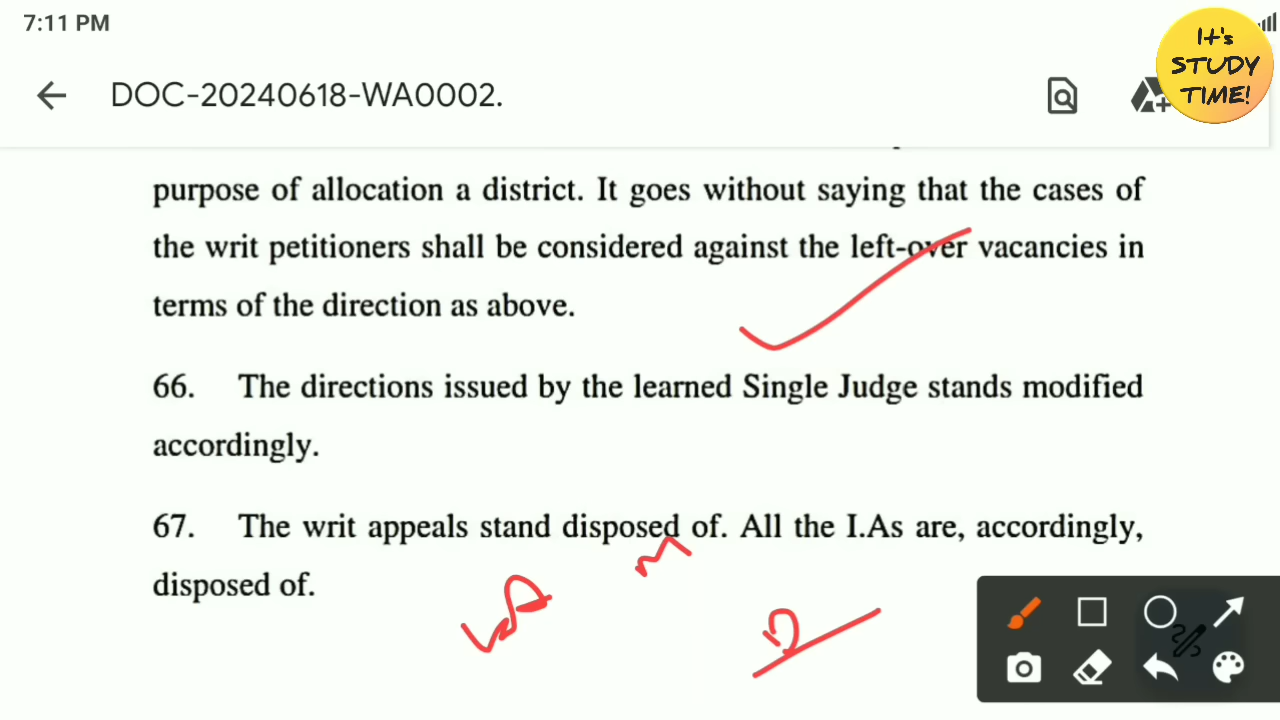 7:11 PM
It's
STUDY
TIME!
DOC-20240618-WA0002.
purpose of allocation a district. It goes without saying that the cases of
the writ petitioners shall be considered against the left-over vacancies in
terms of the direction as above.
66. The directions issued by the learned Single Judge stands modified
accordingly.
67. The writ appeals stand disposed of. All the I.As are, accordingly,
disposed of.